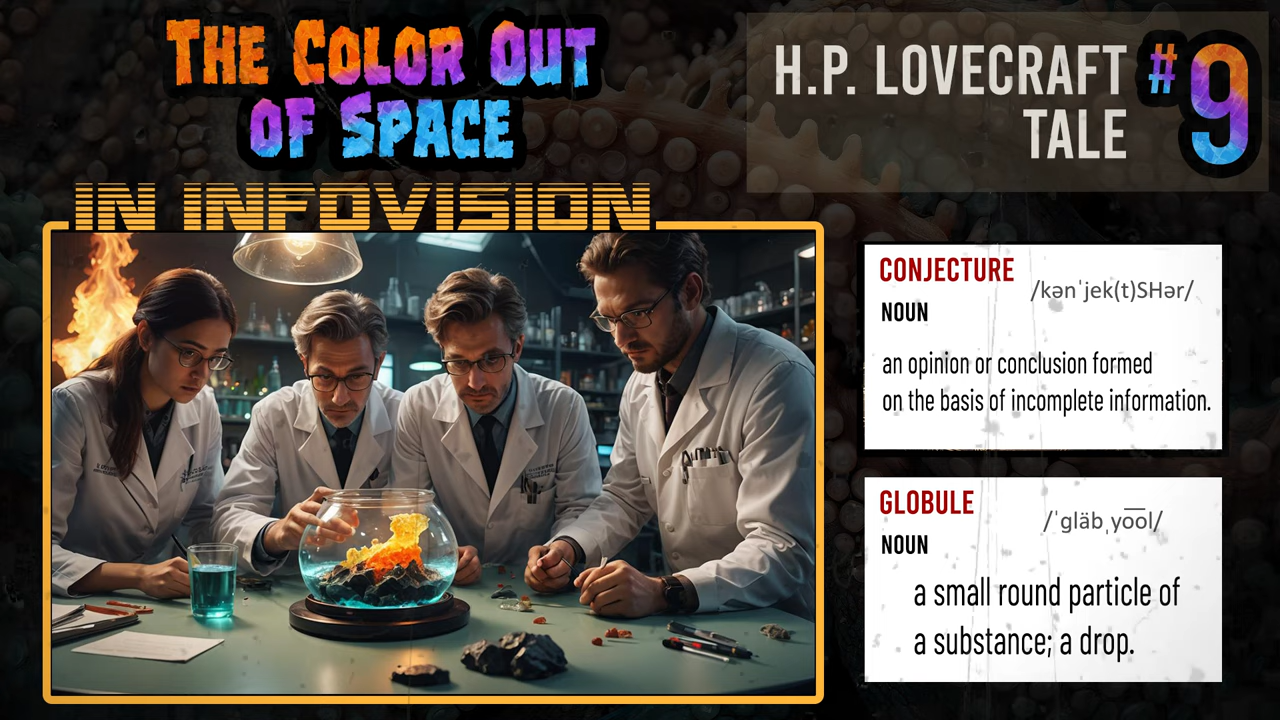 THE COLOR OUT
OF SPACE
IN INFOVISION
H.P. LOVECRAFT
TALE
#9
CONJECTURE
/kənˈjek(t)SHər/
NOUN
an opinion or conclusion formed
on the basis of incomplete information.
GLOBULE
/ˈgläbˌyo͞ol/
NOUN
a small round particle of
a substance; a drop.